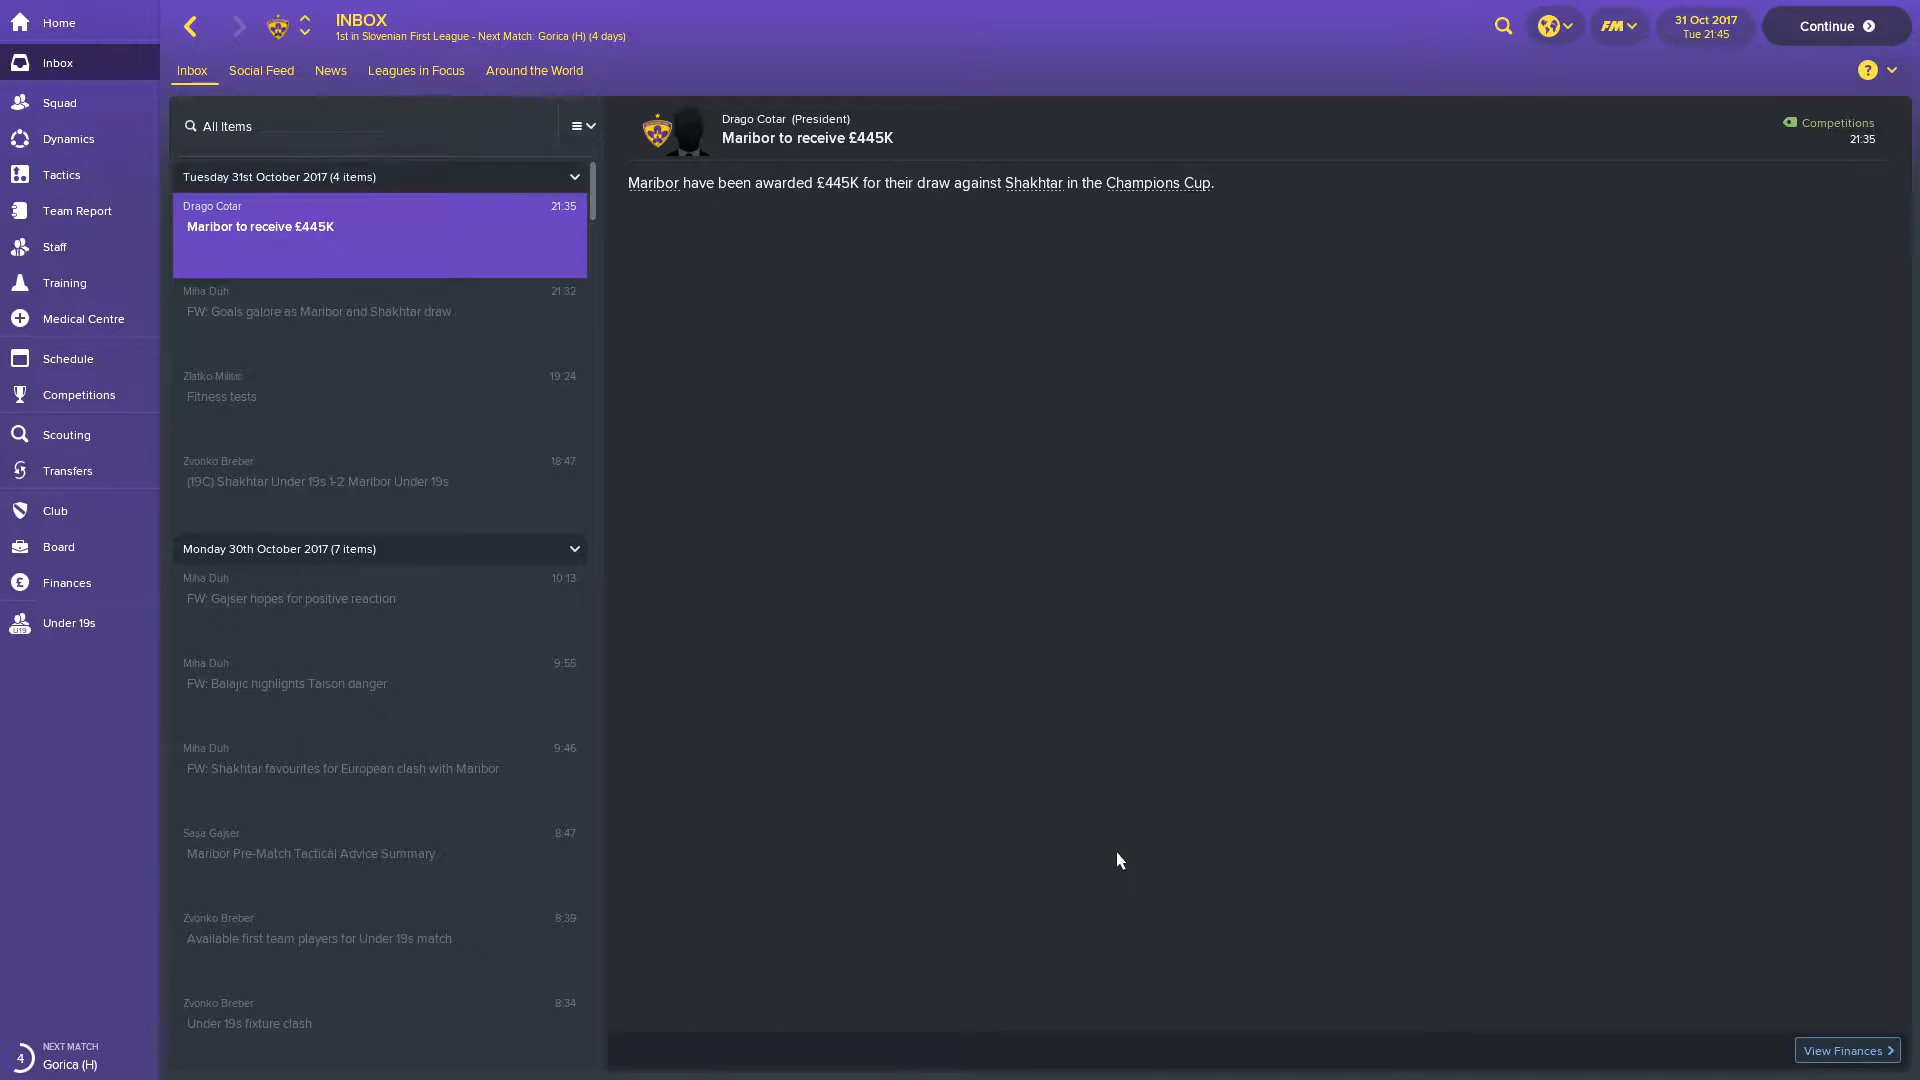 Home
Inbox
Squad
Dynamics
Tactics
Team Report
Staff
Training
Medical Centre
Schedule
Competitions
Scouting
Transfers
Club
Board
Finances
U19
Under 19s
4
NEXT MATCH
Gorica (H)
INBOX
1st in Slovenian First League - Next Match: Gorica (H) (4 days)
FM
31 Oct 2017
Tue 21:45
Continue
Inbox Social Feed News Leagues in Focus Around the World
?
All Items
Tuesday 31st October 2017 (4 items)
Drago Cotar 21:35
Maribor to receive £445K
Miha Duh 21:32
FW: Goals galore as Maribor and Shakhtar draw
Zlatko Milisic 19:24
Fitness tests
Zvonko Breber 18:47
(19C) Shakhtar Under 19s 1-2 Maribor Under 19s
Monday 30th October 2017 (7 items)
Miha Duh 10:13
FW: Gajser hopes for positive reaction
Miha Duh 9:55
FW: Balajic highlights Taison danger
Miha Duh 9:46
FW: Shakhtar favourites for European clash with Maribor
Sasa Gajser 8:47
Maribor Pre-Match Tactical Advice Summary
Zvonko Breber 8:39
Available first team players for Under 19s match
Zvonko Breber 8:34
Under 19s fixture clash
Drago Cotar (President)
Maribor to receive £445K
Competitions
21:35
Maribor have been awarded £445K for their draw against Shakhtar in the Champions Cup.
View Finances